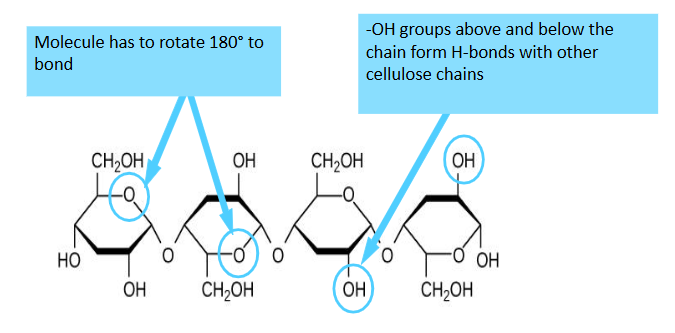 Molecule has to rotate 180° to
bond
-OH groups above and below the
chain form H-bonds with other
cellulose chains
CH₂OH OH CH₂OH OH
O O
HO O O O O O OH
OH CH₂OH OH CH₂OH